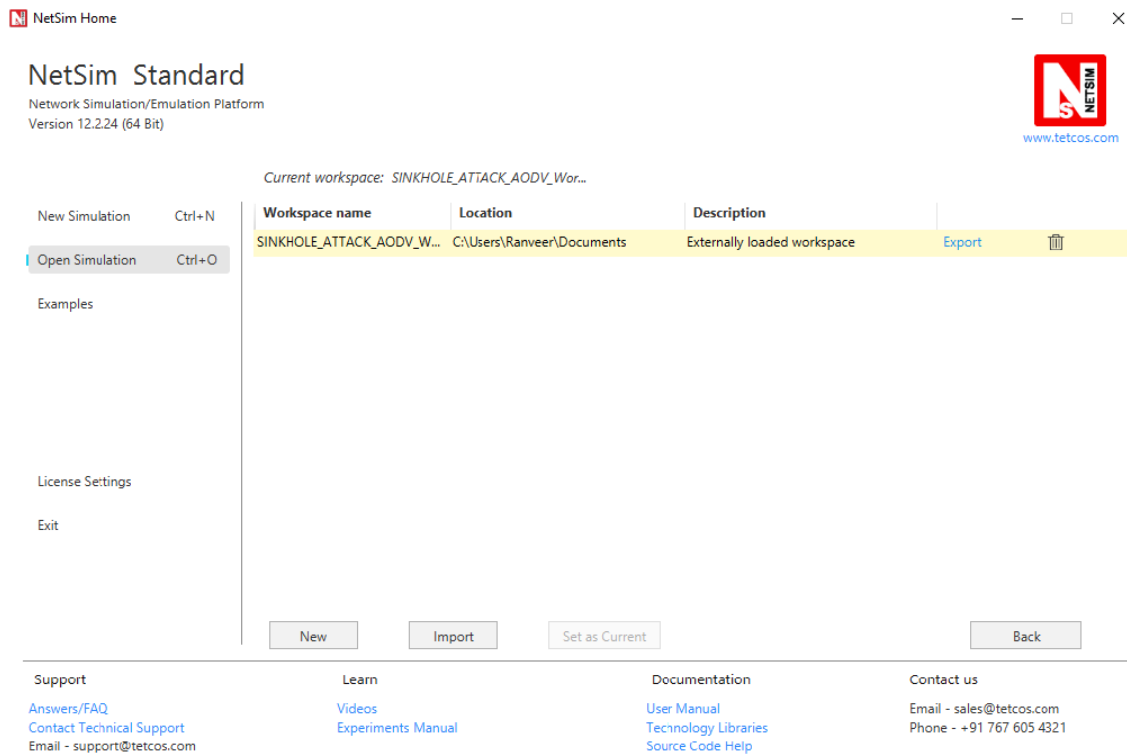 NetSim Home
NetSim Standard
Network Simulation/Emulation Platform
Version 12.2.24 (64 Bit)
N
S
NETSIM
www.tetcos.com
Current workspace: SINKHOLE_ATTACK_AODV_Wor...
New Simulation Ctrl+N
Open Simulation Ctrl+O
Examples
License Settings
Exit
Workspace name Location Description
SINKHOLE_ATTACK_AODV_W... C:\Users\Ranveer\Documents Externally loaded workspace Export
New Import Set as Current Back
Support Learn Documentation Contact us
Answers/FAQ Videos User Manual Email - sales@tetcos.com
Contact Technical Support Experiments Manual Technology Libraries Phone - +91 767 605 4321
Email - support@tetcos.com Source Code Help